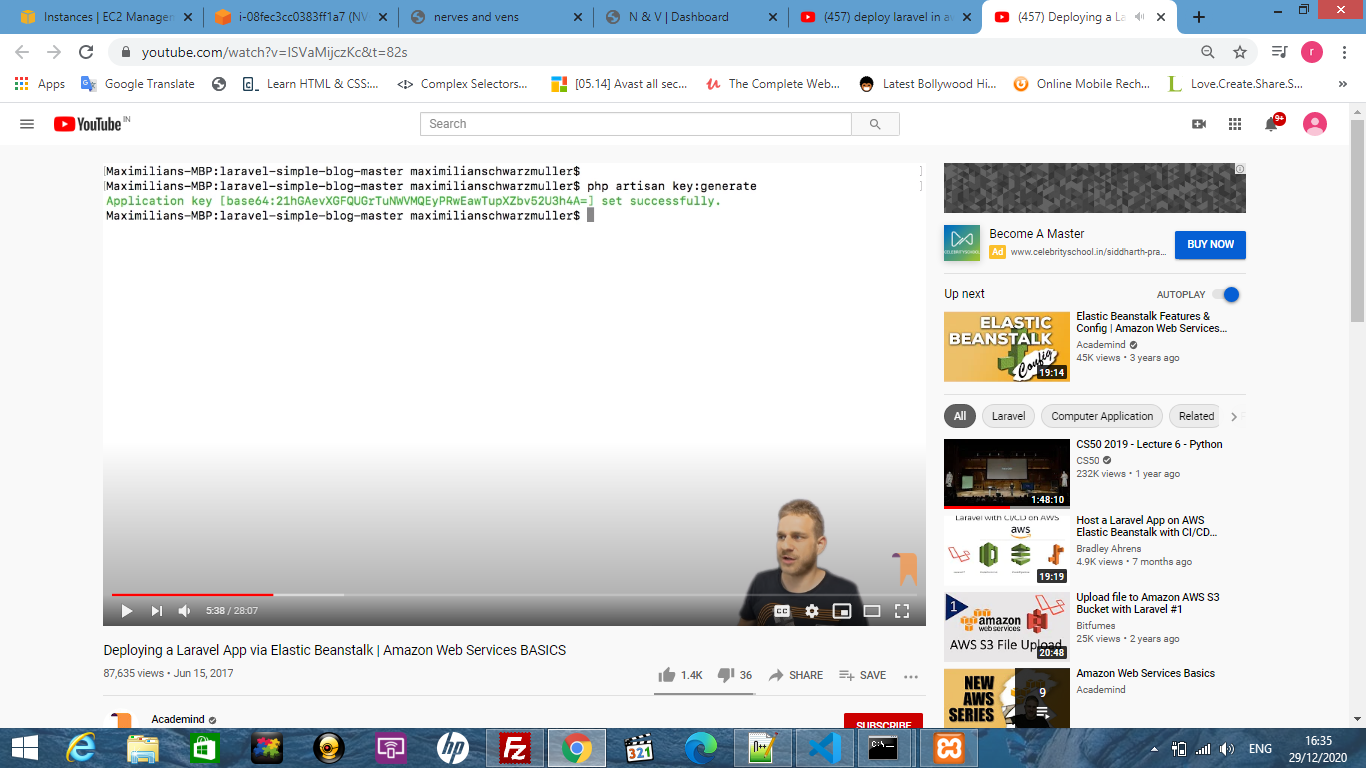 Instances | EC2 Managen
i-08fec3cc0383ff1a7 (NV
nerves and vens
N & V | Dashboard
(457) deploy laravel in a
(457) Deploying a La
youtube.com/watch?v=ISVaMijczKc&t=82s
r
Apps
Google Translate
Learn HTML & CSS:...
Complex Selectors...
[05.14] Avast all sec...
The Complete Web...
Latest Bollywood Hi...
Online Mobile Rech...
Love.Create.Share.S...
YouTube IN
Search
9+
Maximilians-MBP:laravel-simple-blog-master maximilianschwarzmuller$
Maximilians-MBP:laravel-simple-blog-master maximilianschwarzmuller$ php artisan key:generate
Application key [base64:21hGAevXGFQUGrTuNWVMQEyPRwEawTupXZbv52U3h4A=] set successfully.
Maximilians-MBP:laravel-simple-blog-master maximilianschwarzmuller$
5:38 / 28:07
CC
Deploying a Laravel App via Elastic Beanstalk | Amazon Web Services BASICS
87,635 views • Jun 15, 2017
1.4K
36
SHARE
SAVE
Academind
SUBSCRIBE
Become A Master
Ad
www.celebrityschool.in/siddharth-pra...
BUY NOW
Up next
AUTOPLAY
ELASTIC
BEANSTALK
Config
19:14
Elastic Beanstalk Features &
Config | Amazon Web Services...
Academind
45K views • 3 years ago
All
Laravel
Computer Application
Related
1:48:10
CS50 2019 - Lecture 6 - Python
CS50
232K views • 1 year ago
Laravel with CI/CD on AWS
aws
19:19
Host a Laravel App on AWS
Elastic Beanstalk with CI/CD...
Bradley Ahrens
4.9K views • 7 months ago
1
amazon
web services
AWS S3 File Upload
20:48
Upload file to Amazon AWS S3
Bucket with Laravel #1
Bitfumes
25K views • 2 years ago
NEW
AWS
SERIES
9
Amazon Web Services Basics
Academind
hp
Fz
321
ENG
16:35
29/12/2020